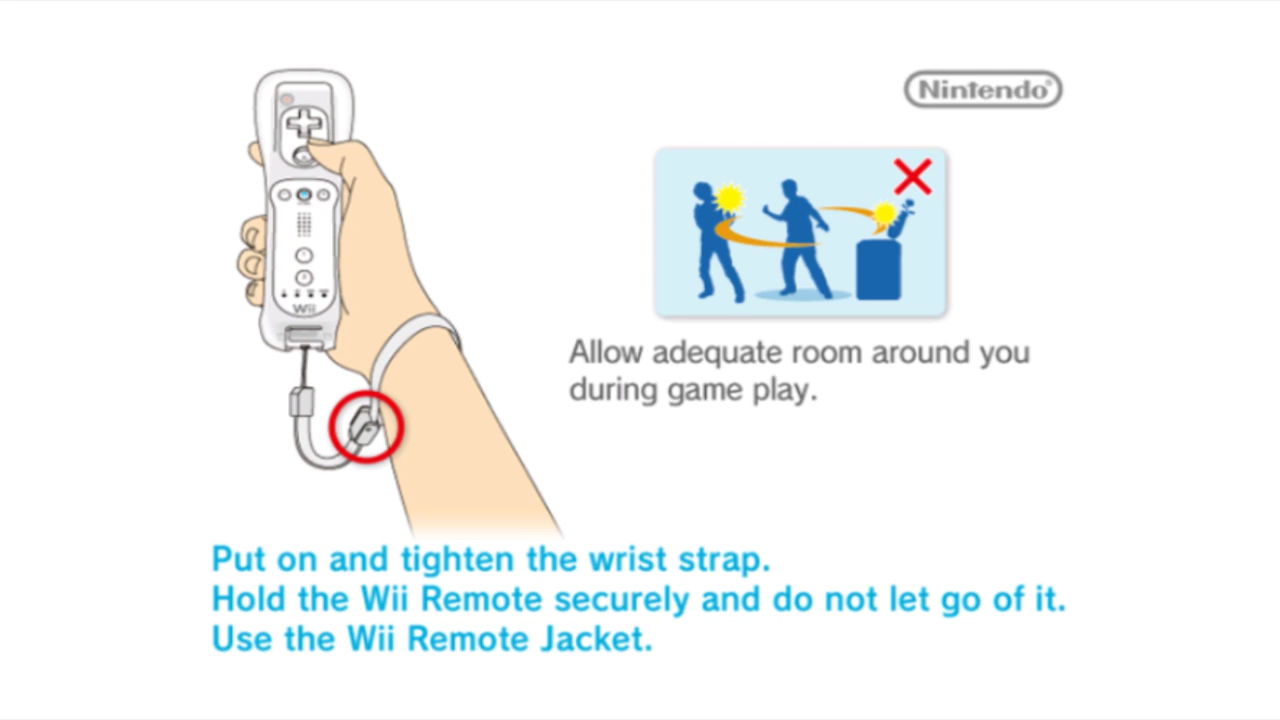 Nintendo®
Wii
Allow adequate room around you
during game play.
Put on and tighten the wrist strap.
Hold the Wii Remote securely and do not let go of it.
Use the Wii Remote Jacket.